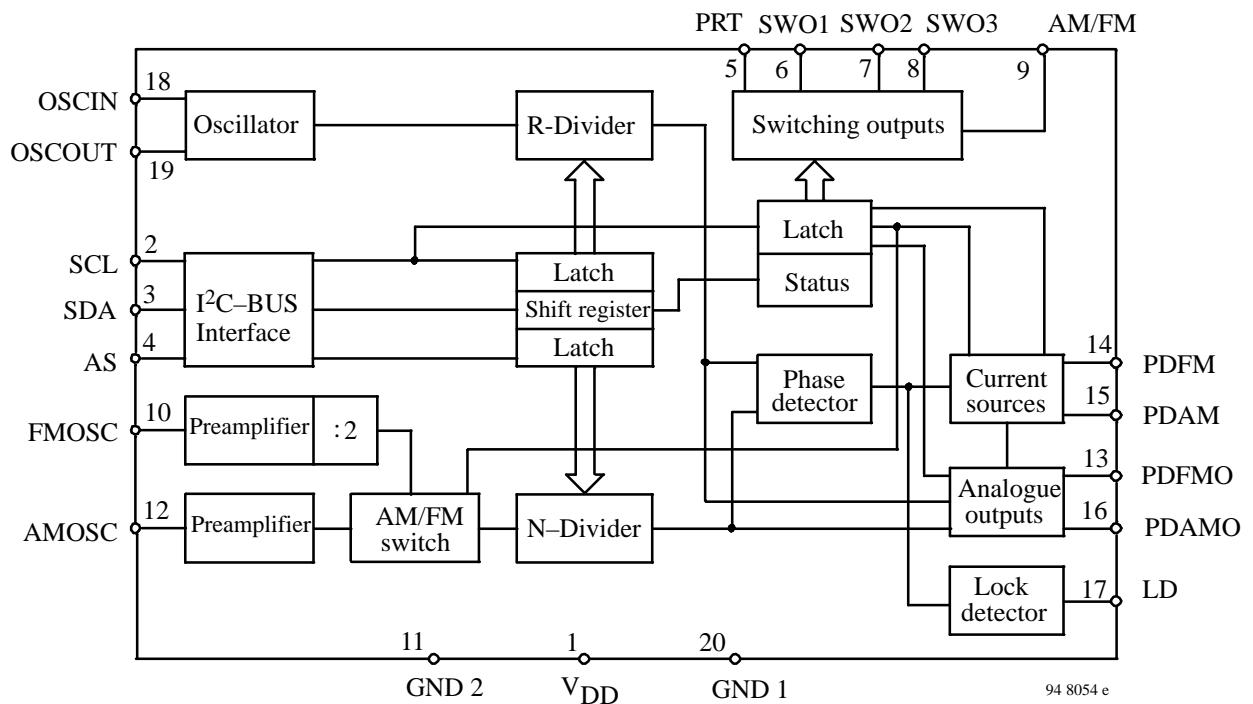 PRT SWO1 SWO2 SWO3 AM/FM
5 6 7 8 9
18
OSCIN
Oscillator
R-Divider
Switching outputs
OSCOUT
19
2
SCL
3
SDA
4
AS
I²C–BUS
Interface
Latch
Shift register
Latch
Latch
Status
Phase
detector
Current
sources
14
PDFM
15
PDAM
10
FMOSC
Preamplifier
:2
13
PDFMO
12
AMOSC
Preamplifier
AM/FM
switch
N–Divider
Analogue
outputs
16
PDAMO
Lock
detector
17
LD
11 1 20
GND 2 VDD GND 1
94 8054 e